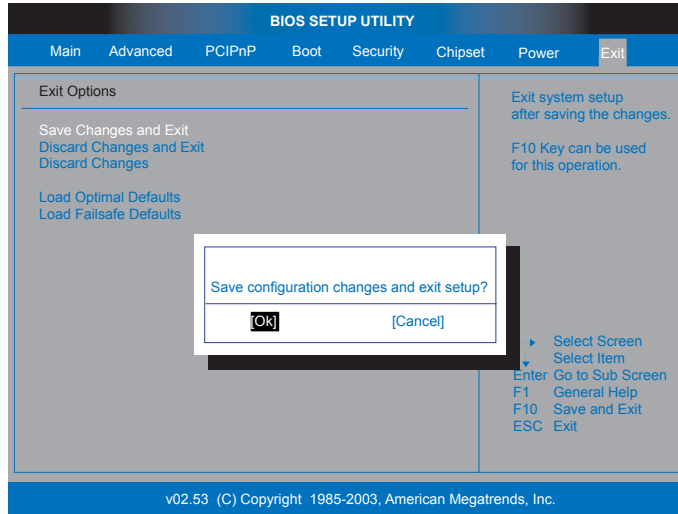 BIOS SETUP UTILITY
Main Advanced PCIPnP Boot Security Chipset Power Exit
Exit Options
Save Changes and Exit
Discard Changes and Exit
Discard Changes
Load Optimal Defaults
Load Failsafe Defaults
Exit system setup
after saving the changes.
F10 Key can be used
for this operation.
Save configuration changes and exit setup?
[Ok] [Cancel]
Select Screen
Select Item
Enter Go to Sub Screen
F1 General Help
F10 Save and Exit
ESC Exit
v02.53 (C) Copyright 1985-2003, American Megatrends, Inc.